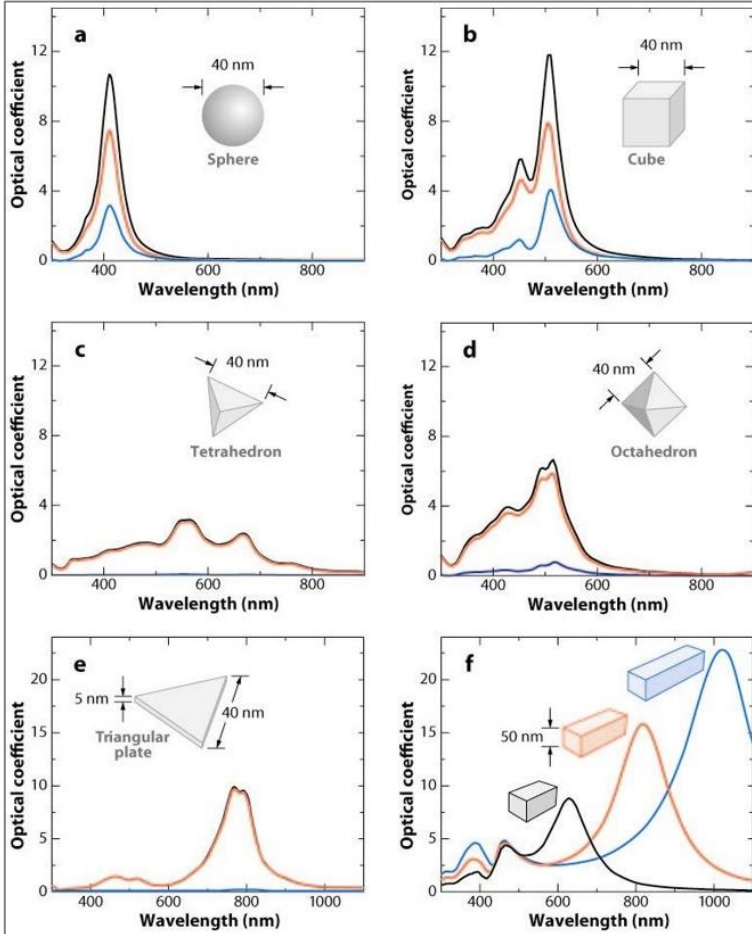 a
40 nm
Sphere
Optical coefficient
12
8
4
0
400
600
800
Wavelength (nm)
b
40 nm
Cube
Optical coefficient
12
8
4
0
400
600
800
Wavelength (nm)
c
40 nm
Tetrahedron
Optical coefficient
12
8
4
0
400
600
800
Wavelength (nm)
d
40 nm
Octahedron
Optical coefficient
12
8
4
0
400
600
800
Wavelength (nm)
e
5 nm
40 nm
Triangular
plate
Optical coefficient
20
15
10
5
0
400
600
800
1000
Wavelength (nm)
f
50 nm
Optical coefficient
20
15
10
5
0
400
600
800
1000
Wavelength (nm)